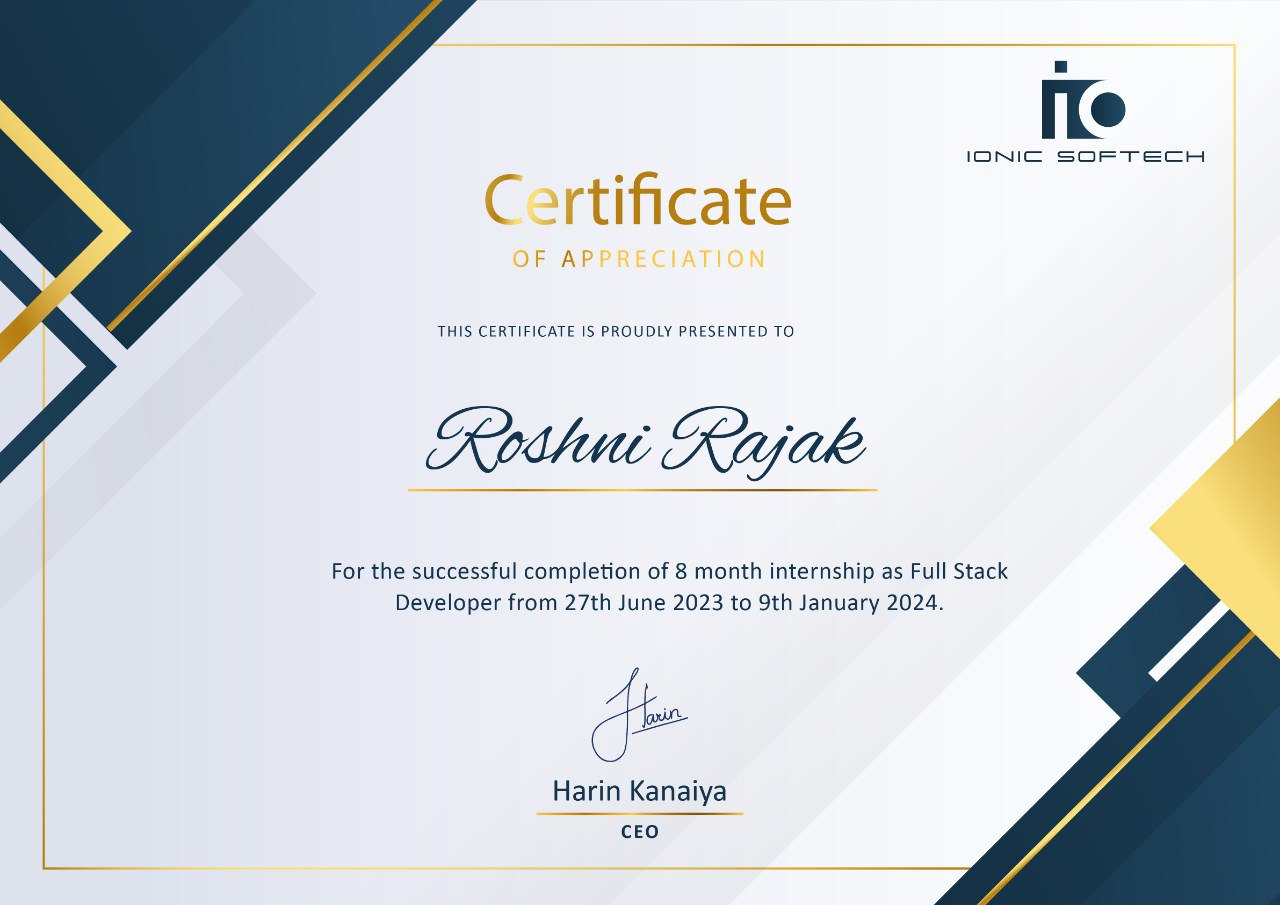 IONIC SOFTECH
Certificate
OF APPRECIATION
THIS CERTIFICATE IS PROUDLY PRESENTED TO
Roshni Rajak
For the successful completion of 8 month internship as Full Stack
Developer from 27th June 2023 to 9th January 2024.
Harin
Harin Kanaiya
CEO